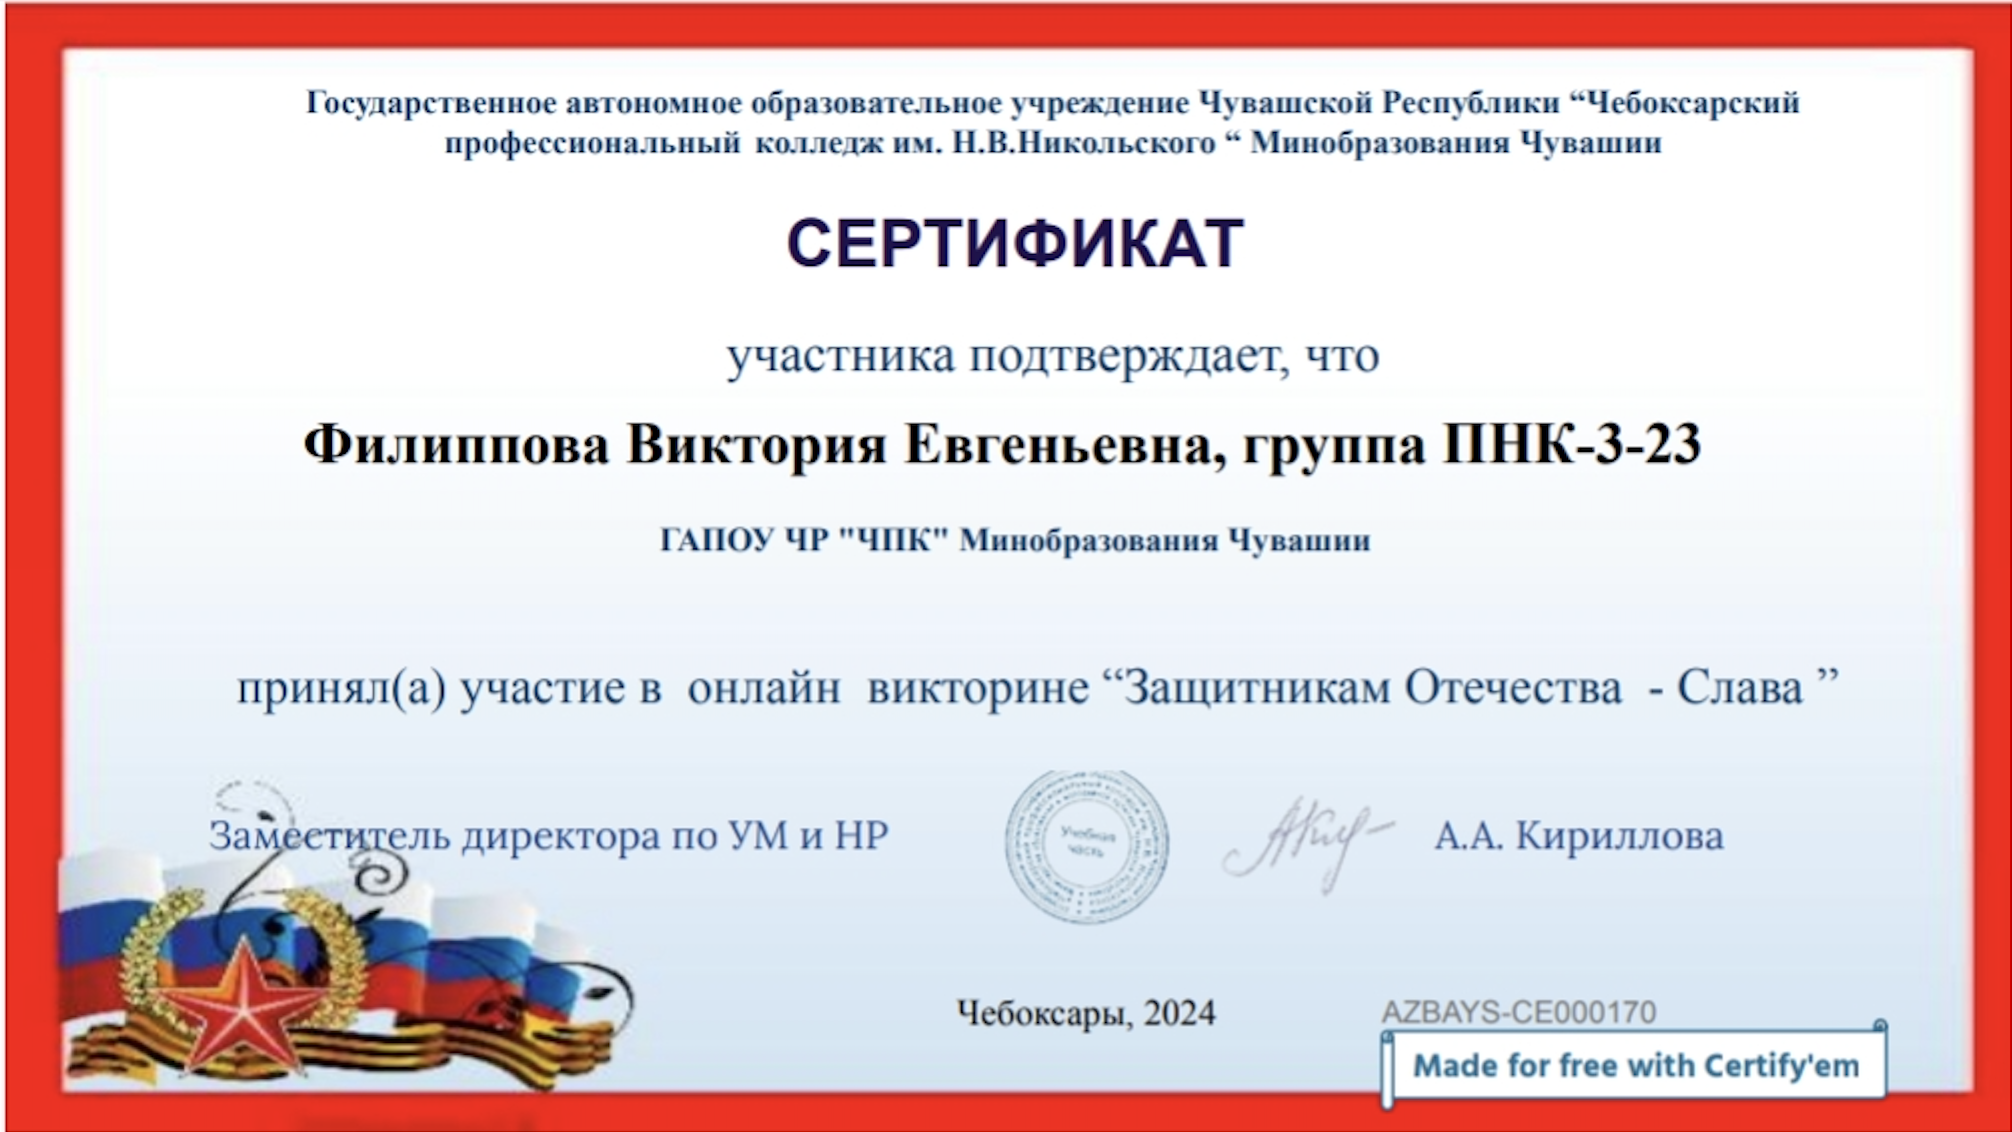 Государственное автономное образовательное учреждение Чувашской Республики “Чебоксарский
профессиональный колледж им. Н.В.Никольского “ Минобразования Чувашии
СЕРТИФИКАТ
участника подтверждает, что
Филиппова Виктория Евгеньевна, группа ПНК-3-23
ГАПОУ ЧР "ЧПК" Минобразования Чувашии
принял(а) участие в онлайн викторине “Защитникам Отечества - Слава ”
Заместитель директора по УМ и НР
Учебная
часть
А.А. Кириллова
Чебоксары, 2024
AZBAYS-CE000170
Made for free with Certify'em